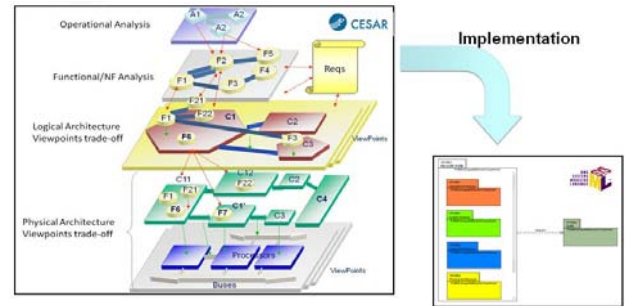 Operational Analysis
A1
A2
A2
CESAR
Implementation
Functional/NF Analysis
F2
F5
F4
F1
F3
Reqs
F21
F22
F1
C1
C2
Logical Architecture
Viewpoints trade-off
F6
F3
C3
ViewPoints
C11
C12
C2
F1
F21
F22
C4
Physical Architecture
F6
F7
C1'
C3
Viewpoints trade-off
Processors
ViewPoints
Buses